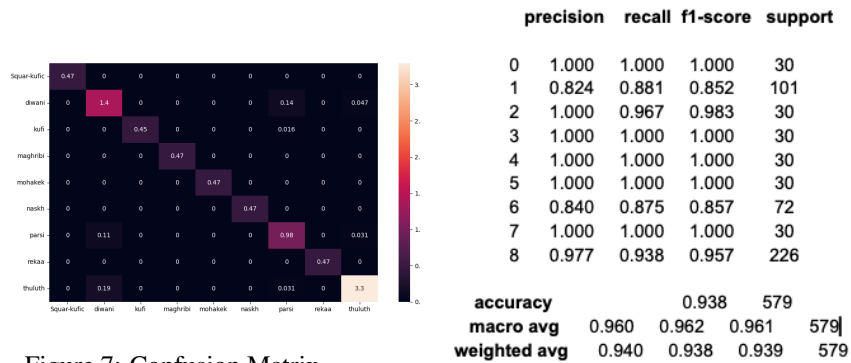 Squar-kufic 0.47 0 0 0 0 0 0 0 0
diwani 0 1.4 0 0 0 0 0.14 0 0.047
kufi 0 0 0.45 0 0 0 0.016 0 0
maghribi 0 0 0 0.47 0 0 0 0 0
mohakek 0 0 0 0 0.47 0 0 0 0
naskh 0 0 0 0 0 0.47 0 0 0
parsi 0 0.11 0 0 0 0 0.98 0 0.031
rekaa 0 0 0 0 0 0 0 0.47 0
thuluth 0 0.19 0 0 0 0 0.031 0 3.3
Squar-kufic diwani kufi maghribi mohakek naskh parsi rekaa thuluth
3.
2.
2.
1.
1.
0.
0.
Figure 7: Confusion Matrix
precision recall f1-score support
0 1.000 1.000 1.000 30
1 0.824 0.881 0.852 101
2 1.000 0.967 0.983 30
3 1.000 1.000 1.000 30
4 1.000 1.000 1.000 30
5 1.000 1.000 1.000 30
6 0.840 0.875 0.857 72
7 1.000 1.000 1.000 30
8 0.977 0.938 0.957 226
accuracy 0.938 579
macro avg 0.960 0.962 0.961 579
weighted avg 0.940 0.938 0.939 579